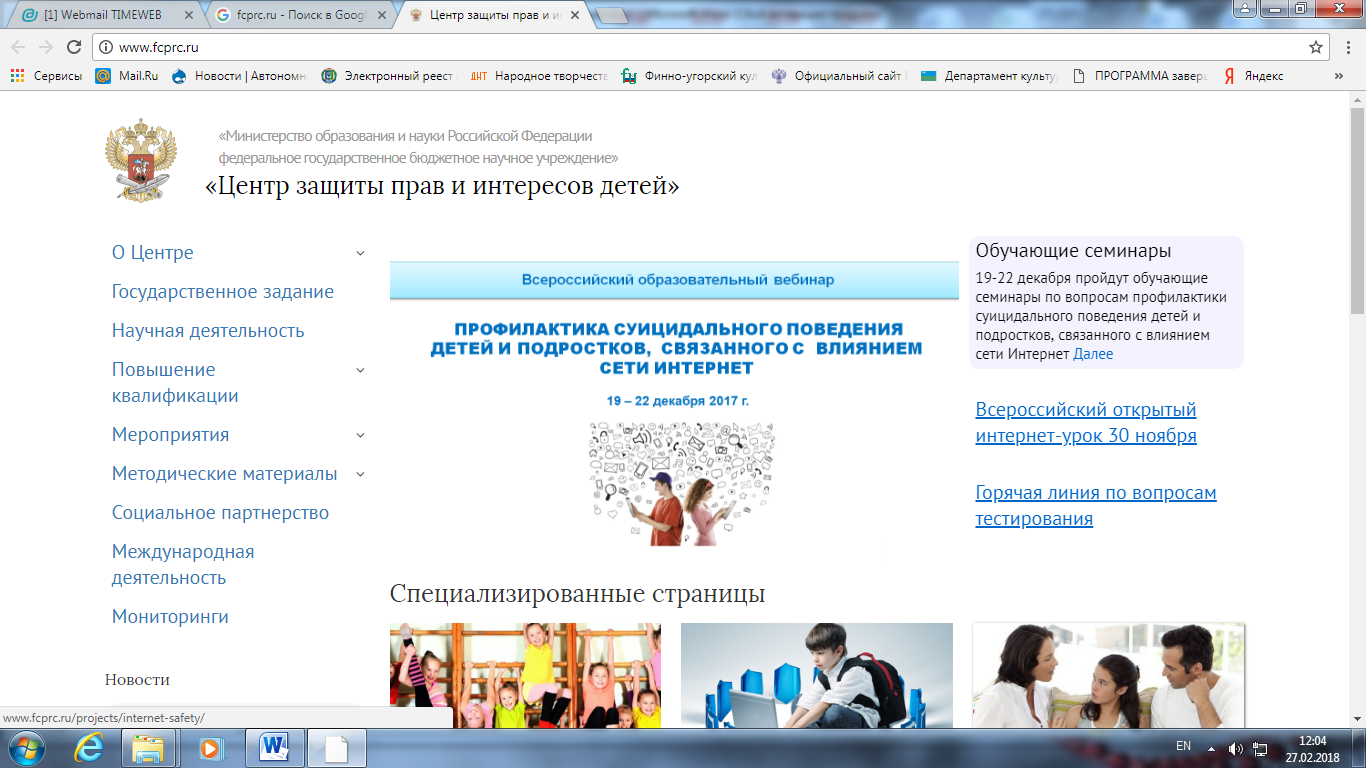 [1] Webmail TIMEWEB
fcprc.ru - Поиск в Googl
Центр защиты прав и и
www.fcprc.ru
Сервисы
Mail.Ru
Новости | Автоном
Электронный реест
ДНТ Народное творчест
Финно-угорский кул
Официальный сайт
Департамент культу
ПРОГРАММА завер
Яндекс
»
«Министерство образования и науки Российской Федерации
федеральное государственное бюджетное научное учреждение»
«Центр защиты прав и интересов детей»
О Центре
Государственное задание
Научная деятельность
Повышение
квалификации
Мероприятия
Методические материалы
Социальное партнерство
Международная
деятельность
Мониторинги
Новости
Всероссийский образовательный вебинар
ПРОФИЛАКТИКА СУИЦИДАЛЬНОГО ПОВЕДЕНИЯ
ДЕТЕЙ И ПОДРОСТКОВ, СВЯЗАННОГО С ВЛИЯНИЕМ
СЕТИ ИНТЕРНЕТ
19 – 22 декабря 2017 г.
Специализированные страницы
Обучающие семинары
19-22 декабря пройдут обучающие
семинары по вопросам профилактики
суицидального поведения детей и
подростков, связанного с влиянием
сети Интернет Далее
Всероссийский открытый
интернет-урок 30 ноября
Горячая линия по вопросам
тестирования
www.fcprc.ru/projects/internet-safety/
EN
12:04
27.02.2018